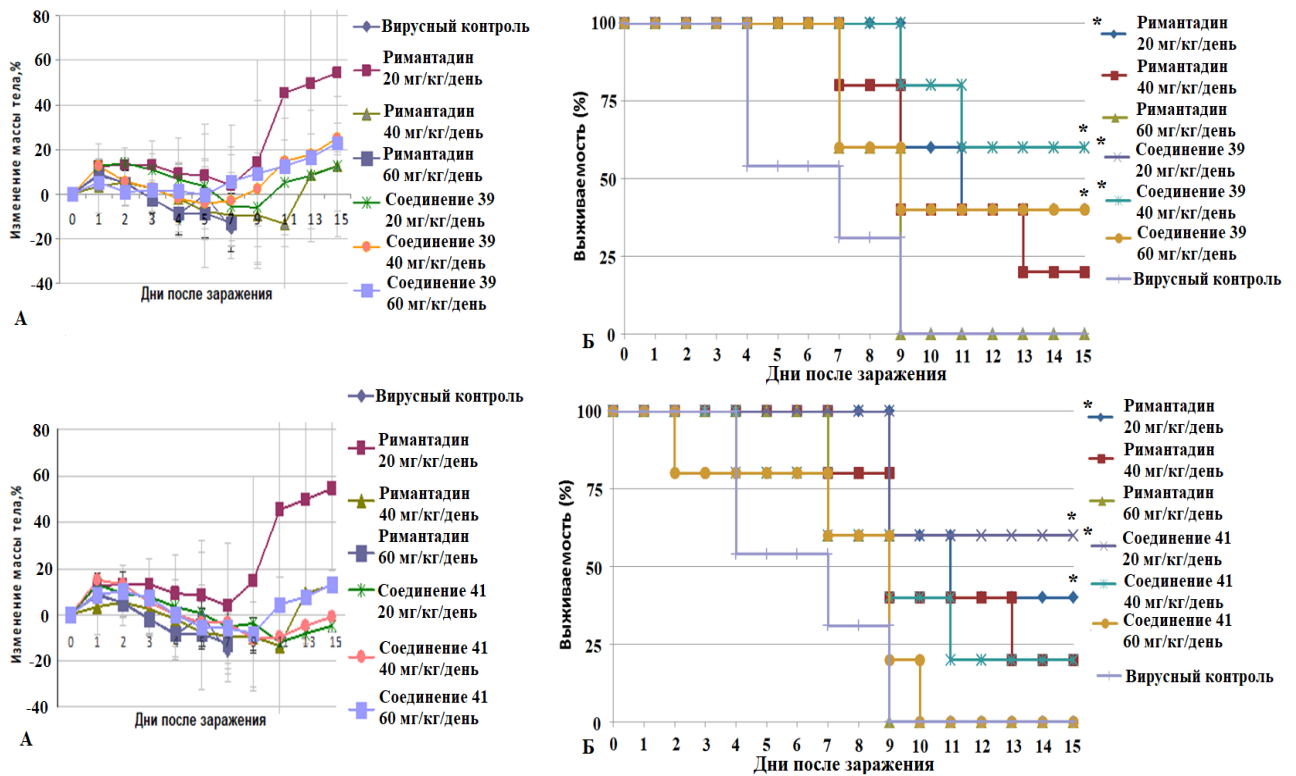 80
60
40
20
0
-20
-40
Изменение массы тела,%
0 1 2 3 4 5 7 9 11 13 15
Дни после заражения
А
Вирусный контроль
Римантадин
20 мг/кг/день
Римантадин
40 мг/кг/день
Римантадин
60 мг/кг/день
Соединение 39
20 мг/кг/день
Соединение 39
40 мг/кг/день
Соединение 39
60 мг/кг/день
100
75
50
25
0
Выживаемость (%)
0 1 2 3 4 5 6 7 8 9 10 11 12 13 14 15
Дни после заражения
Б
* Римантадин
20 мг/кг/день
Римантадин
40 мг/кг/день
Римантадин
60 мг/кг/день
* * Соединение 39
20 мг/кг/день
* * Соединение 39
40 мг/кг/день
Соединение 39
60 мг/кг/день
Вирусный контроль
80
60
40
20
0
-20
-40
Изменение массы тела,%
0 1 2 3 4 5 7 9 11 13 15
Дни после заражения
А
Вирусный контроль
Римантадин
20 мг/кг/день
Римантадин
40 мг/кг/день
Римантадин
60 мг/кг/день
Соединение 41
20 мг/кг/день
Соединение 41
40 мг/кг/день
Соединение 41
60 мг/кг/день
100
75
50
25
0
Выживаемость (%)
0 1 2 3 4 5 6 7 8 9 10 11 12 13 14 15
Дни после заражения
Б
* Римантадин
20 мг/кг/день
Римантадин
40 мг/кг/день
Римантадин
60 мг/кг/день
* * Соединение 41
20 мг/кг/день
* Соединение 41
40 мг/кг/день
Соединение 41
60 мг/кг/день
Вирусный контроль